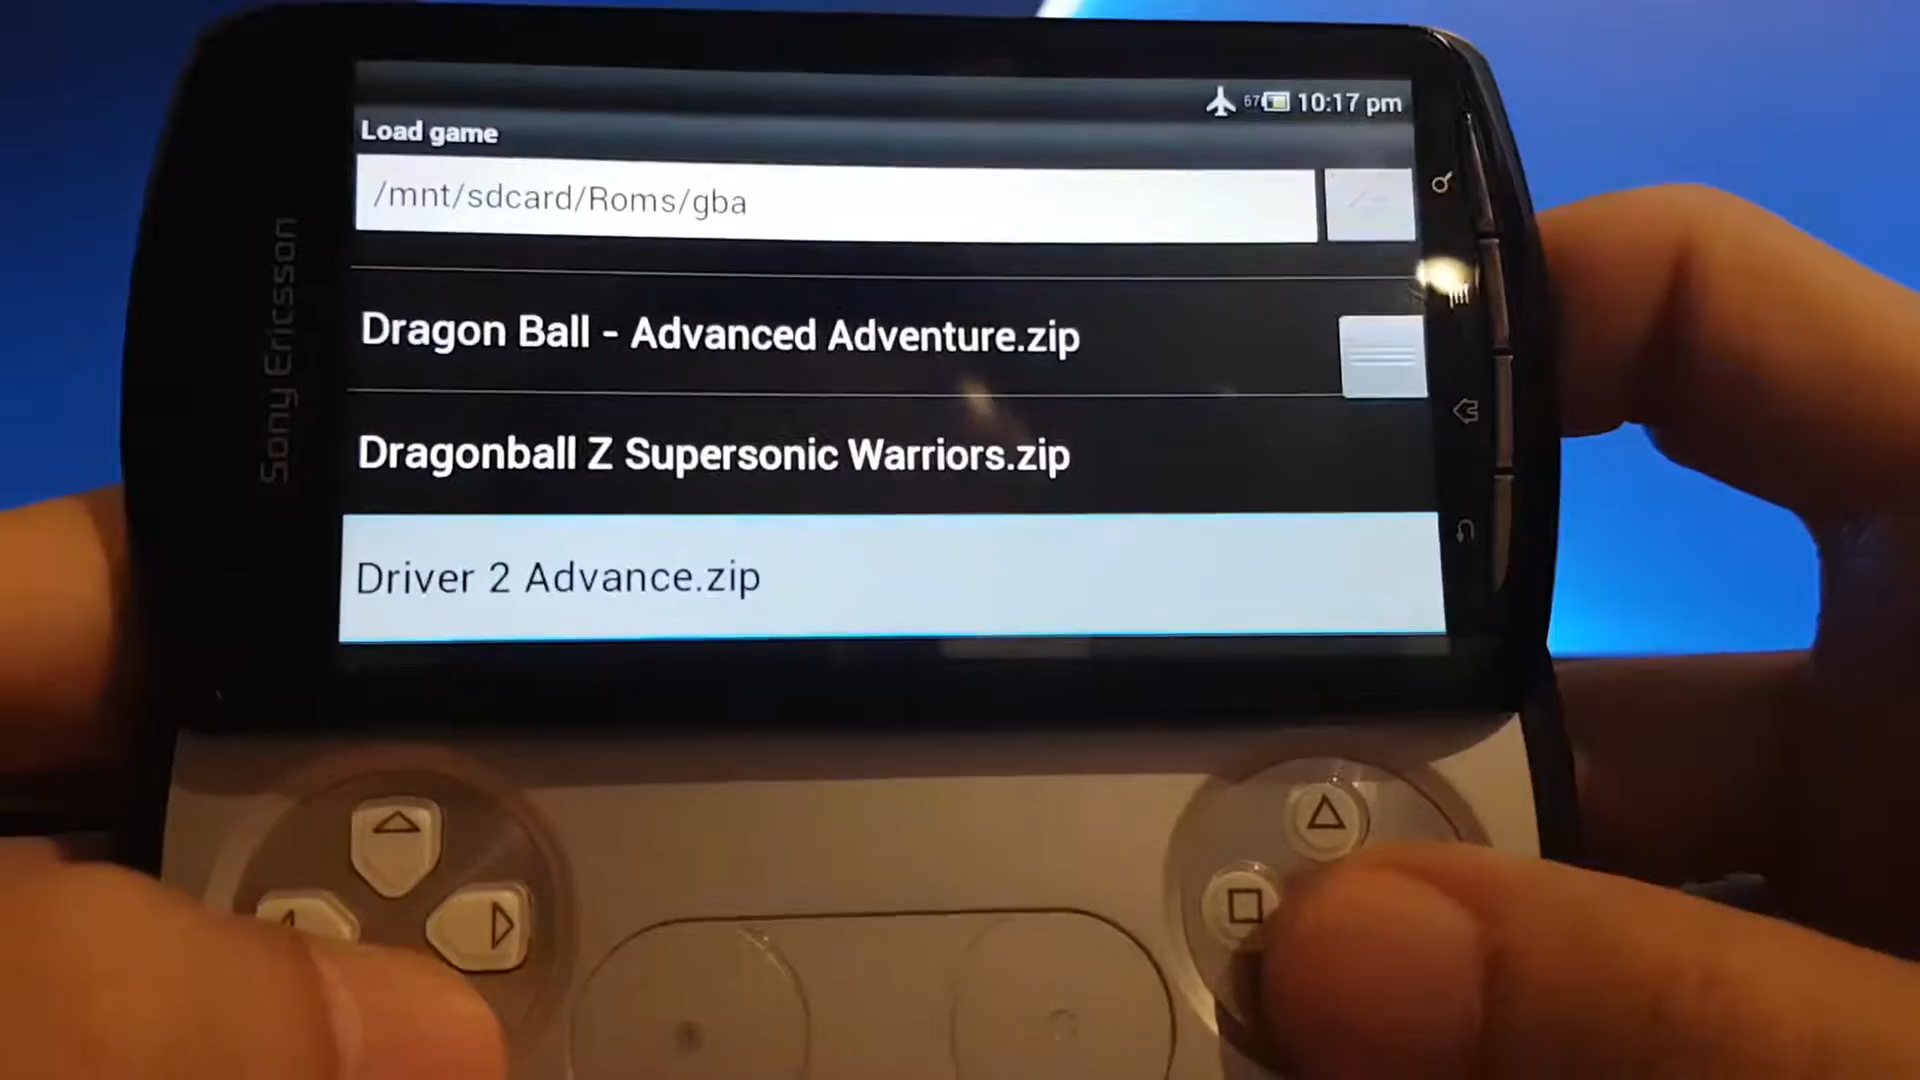 67 10:17 pm
Load game
/mnt/sdcard/Roms/gba
Dragon Ball - Advanced Adventure.zip
Dragonball Z Supersonic Warriors.zip
Driver 2 Advance.zip
Sony Ericsson